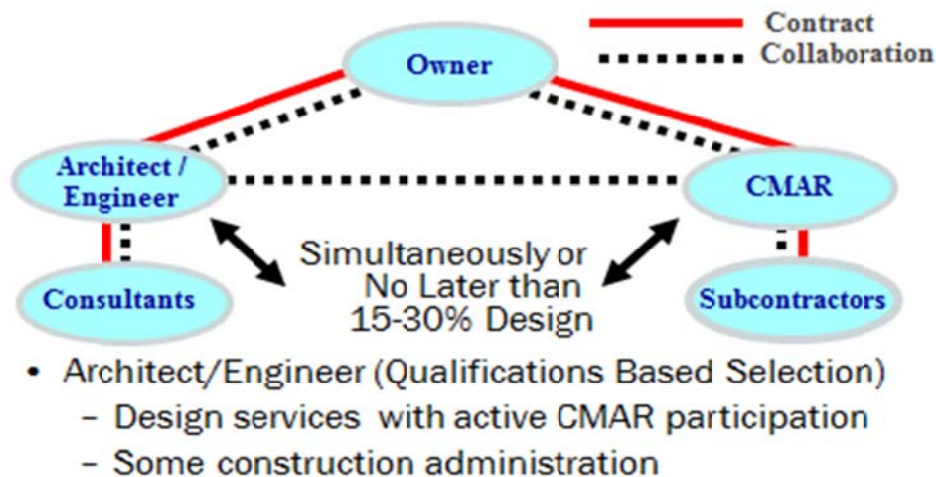 Contract
Collaboration
Owner
Architect /
Engineer
CMAR
Simultaneously or
No Later than
15-30% Design
Consultants
Subcontractors
• Architect/Engineer (Qualifications Based Selection)
– Design services with active CMAR participation
– Some construction administration